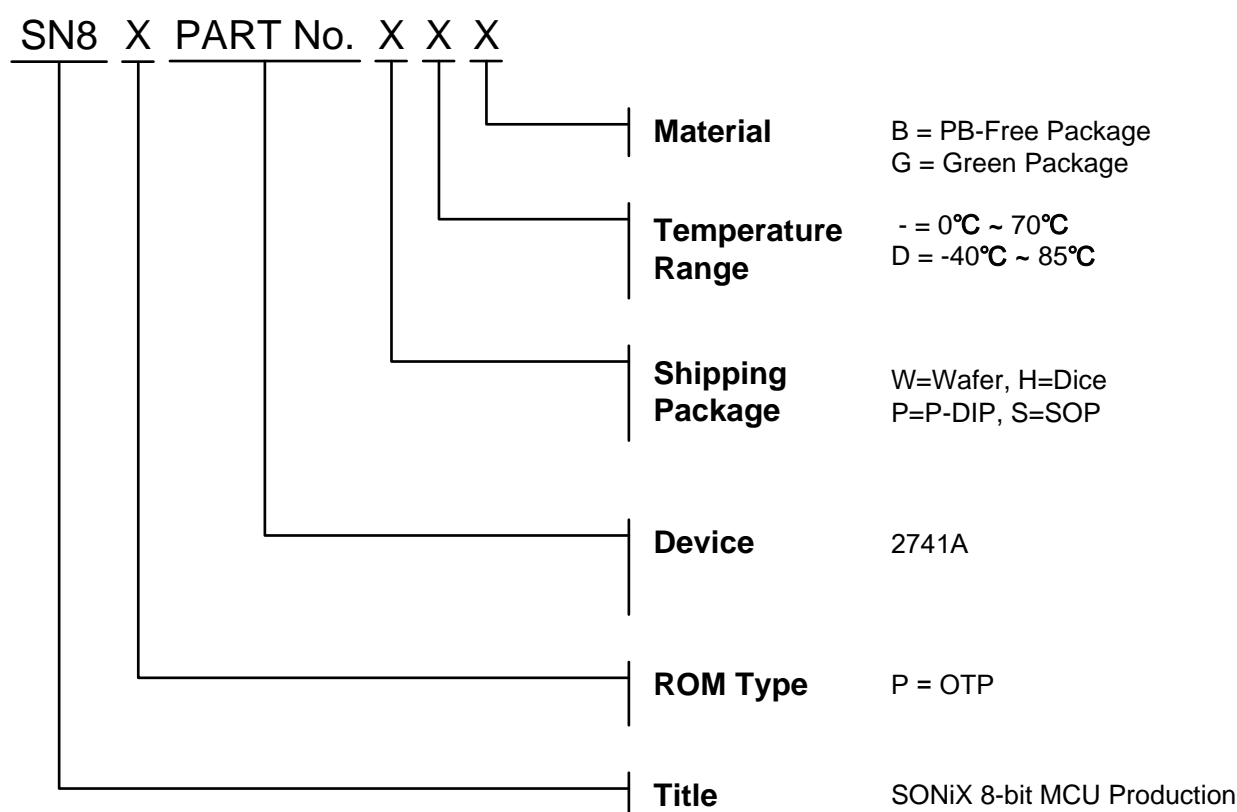 SN8 X PART No. X X X
Material
B = PB-Free Package
G = Green Package
Temperature
Range
- = 0℃ ~ 70℃
D = -40℃ ~ 85℃
Shipping
Package
W=Wafer, H=Dice
P=P-DIP, S=SOP
Device
2741A
ROM Type
P = OTP
Title
SONiX 8-bit MCU Production